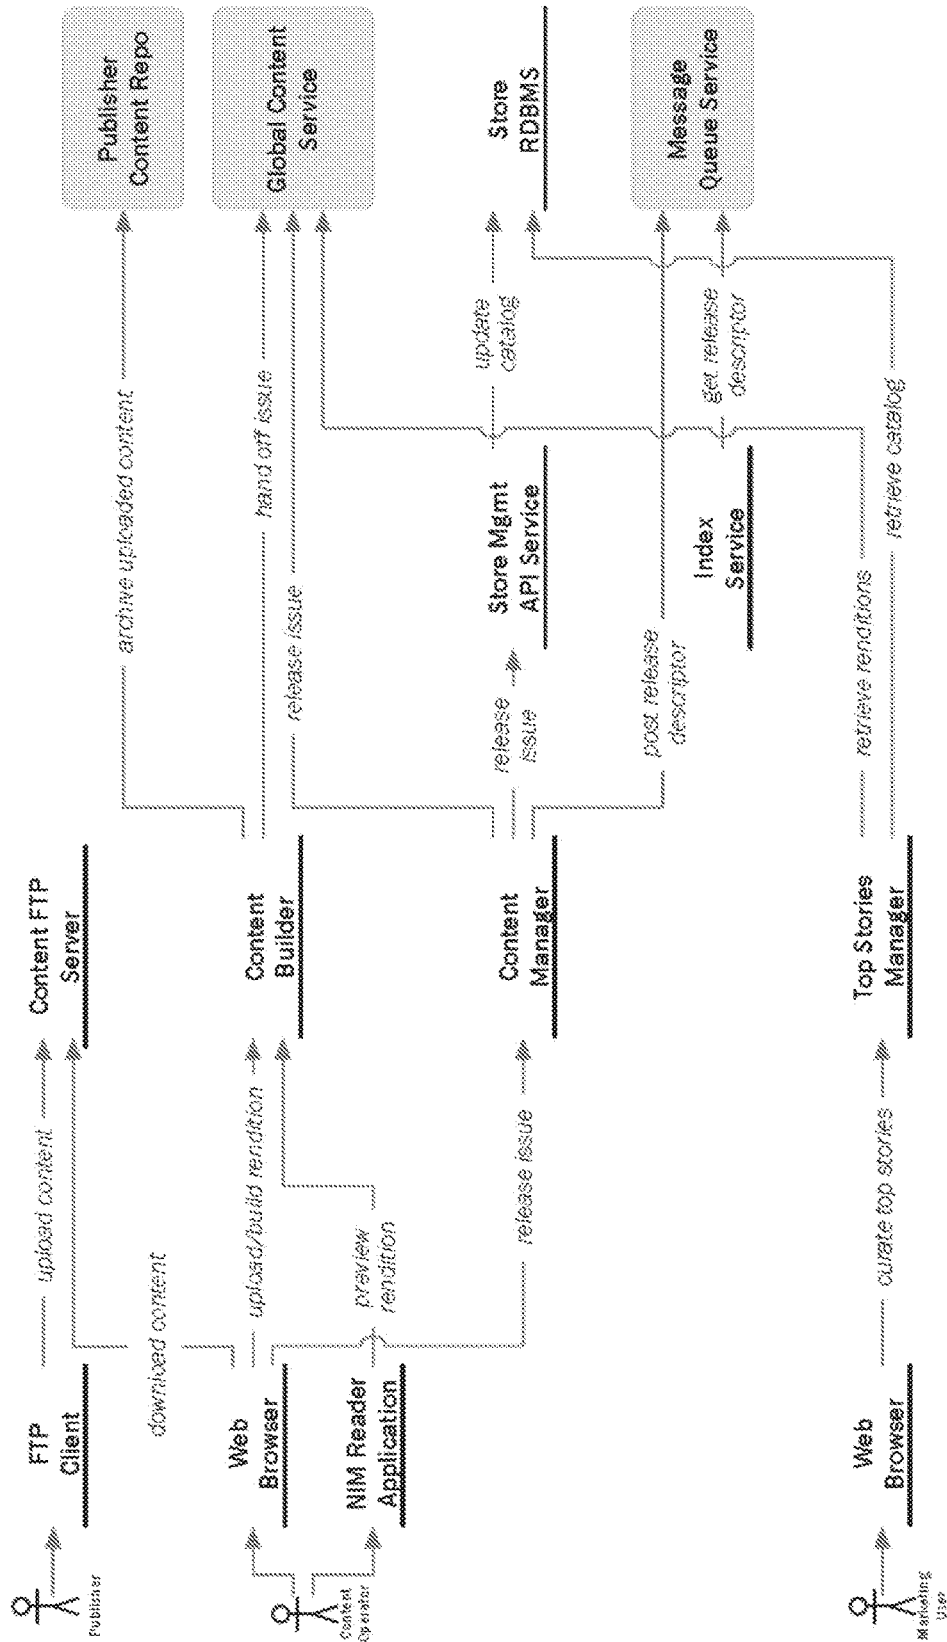 Publisher
FTP
Client
upload content
Content FTP
Server
download content
archive uploaded content
Publisher
Content Repo
Content
Operator
Web
Browser
upload/build rendition
Content
Builder
hand off issue
Global Content
Service
release issue
NIM Reader
Application
preview
rendition
release issue
Content
Manager
release
issue
Store Mgmt
API Service
update
catalog
Store
RDBMS
post release
descriptor
Message
Queue Service
Index
Service
get release
descriptor
Marketing
User
Web
Browser
curate top stories
Top Stories
Manager
retrieve renditions
retrieve catalog